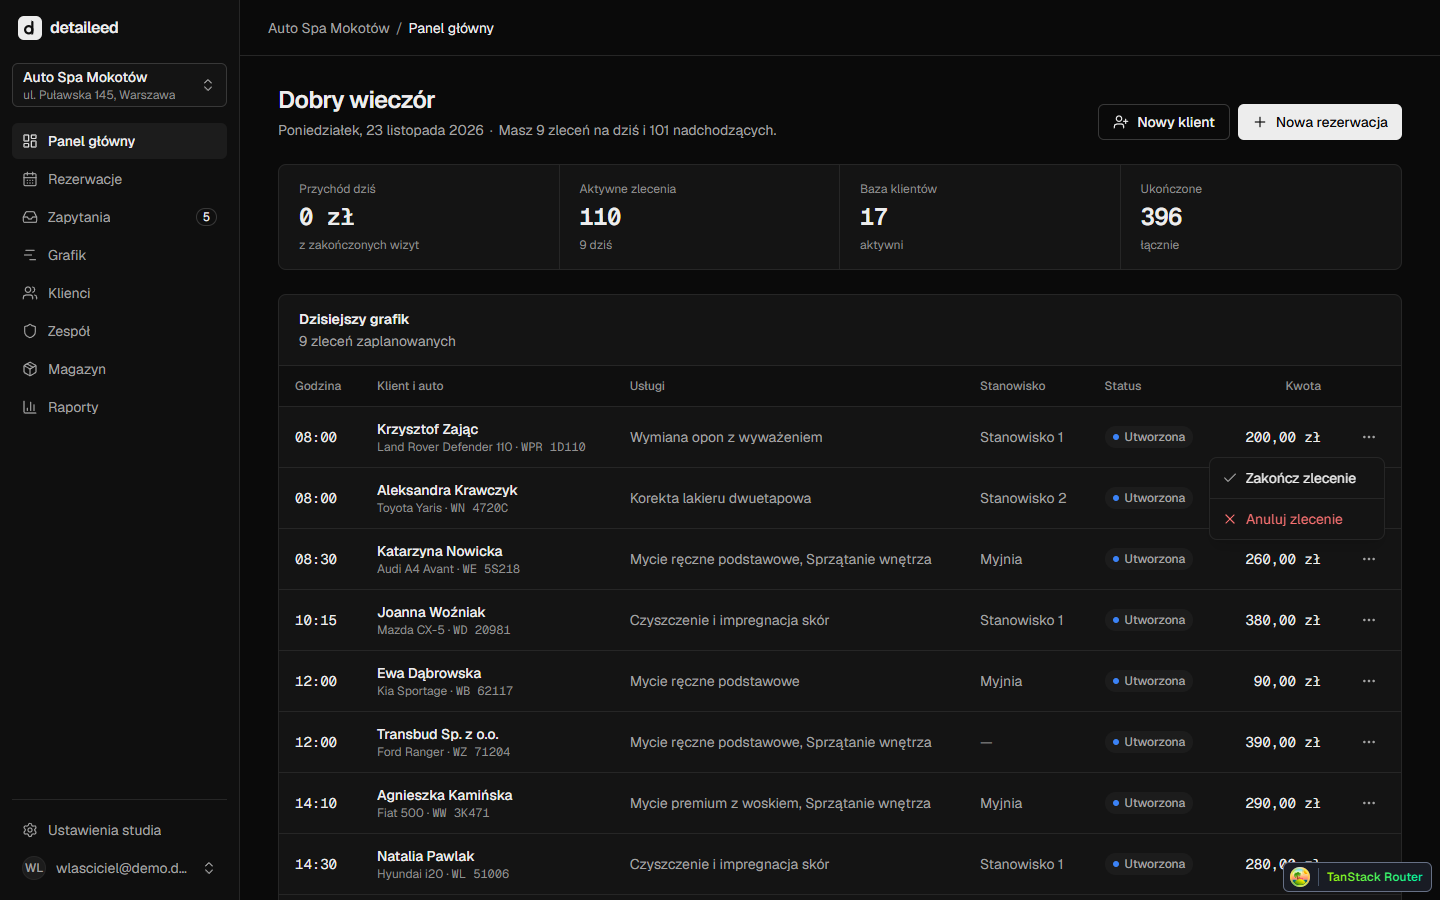 detaileed
Auto Spa Mokotów / Panel główny
Auto Spa Mokotów
ul. Puławska 145, Warszawa
Panel główny
Rezerwacje
Zapytania 5
Grafik
Klienci
Zespół
Magazyn
Raporty
Ustawienia studia
WL wlasciciel@demo.d...
Dobry wieczór
Poniedziałek, 23 listopada 2026 · Masz 9 zleceń na dziś i 101 nadchodzących.
Nowy klient
Nowa rezerwacja
Przychód dziś
0 zł
z zakończonych wizyt
Aktywne zlecenia
110
9 dziś
Baza klientów
17
aktywni
Ukończone
396
łącznie
Dzisiejszy grafik
9 zleceń zaplanowanych
Godzina Klient i auto Usługi Stanowisko Status Kwota
08:00 Krzysztof Zając Wymiana opon z wyważeniem Stanowisko 1 Utworzona 200,00 zł
Land Rover Defender 110 · WPR 1D110
Zakończ zlecenie
Anuluj zlecenie
08:00 Aleksandra Krawczyk Korekta lakieru dwuetapowa Stanowisko 2 Utworzona
Toyota Yaris · WN 4720C
08:30 Katarzyna Nowicka Mycie ręczne podstawowe, Sprzątanie wnętrza Myjnia Utworzona 260,00 zł
Audi A4 Avant · WE 5S218
10:15 Joanna Woźniak Czyszczenie i impregnacja skór Stanowisko 1 Utworzona 380,00 zł
Mazda CX-5 · WD 20981
12:00 Ewa Dąbrowska Mycie ręczne podstawowe Myjnia Utworzona 90,00 zł
Kia Sportage · WB 62117
12:00 Transbud Sp. z o.o. Mycie ręczne podstawowe, Sprzątanie wnętrza — Utworzona 390,00 zł
Ford Ranger · WZ 71204
14:10 Agnieszka Kamińska Mycie premium z woskiem, Sprzątanie wnętrza Myjnia Utworzona 290,00 zł
Fiat 500 · WW 3K471
14:30 Natalia Pawlak Czyszczenie i impregnacja skór Stanowisko 1 Utworzona 280,00 zł
Hyundai i20 · WL 51006
TanStack Router